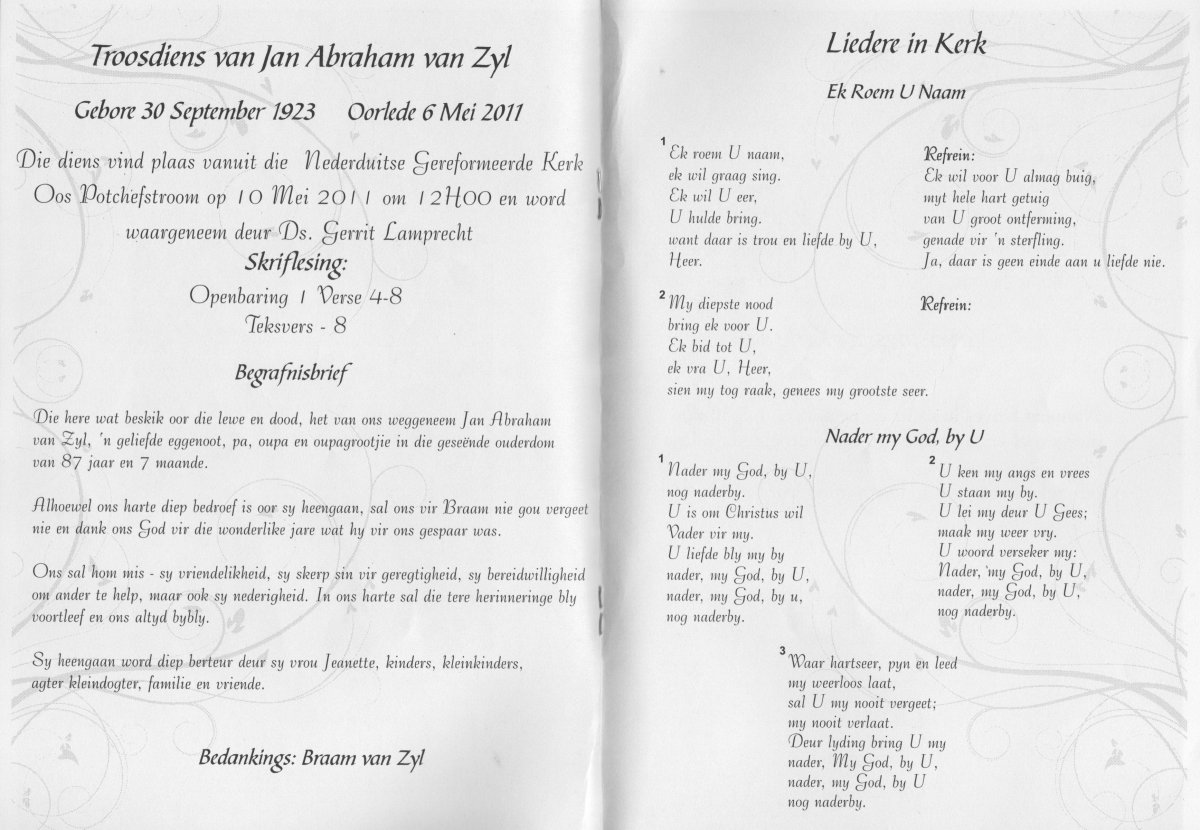 Troosdiens van Jan Abraham van Zyl
Gebore 30 September 1923 Oorlede 6 Mei 2011
Die diens vind plaas vanuit die Nederduitse Gereformeerde Kerk
Oos Potchefstroom op 10 Mei 2011 om 12H00 en word
waargeneem deur Ds. Gerrit Lamprecht
Skriflesing:
Openbaring 1 Verse 4-8
Teksvers - 8
Begrafnisbrief
Die here wat beskik oor die lewe en dood, het van ons weggeneem Jan Abraham
van Zyl, 'n geliefde eggenoot, pa, oupa en oupagrootjie in die geseënde ouderdom
van 87 jaar en 7 maande.
Alhoewel ons harte diep bedroef is oor sy heengaan, sal ons vir Braam nie gou vergeet
nie en dank ons God vir die wonderlike jare wat hy vir ons gespaar was.
Ons sal hom mis - sy vriendelikheid, sy skerp sin vir geregtigheid, sy bereidwilligheid
om ander te help, maar ook sy nederigheid. In ons harte sal die tere herinneringe bly
voortleef en ons altyd bybly.
Sy heengaan word diep berteur deur sy vrou Jeanette, kinders, kleinkinders,
agter kleindogter, familie en vriende.
Bedankings: Braam van Zyl
Liedere in Kerk
Ek Roem U Naam
1 Ek roem U naam,
ek wil graag sing.
Ek wil U eer,
U hulde bring.
want daar is trou en liefde by U,
Heer.
Refrein:
Ek wil voor U almag buig,
myt hele hart getuig
van U groot ontferming,
genade vir 'n sterfling.
Ja, daar is geen einde aan u liefde nie.
2 My diepste nood
bring ek voor U.
Ek bid tot U,
ek vra U, Heer,
sien my tog raak, genees my grootste seer.
Refrein:
Nader my God, by U
1 Nader my God, by U,
nog naderby.
U is om Christus wil
Vader vir my.
U liefde bly my by
nader, my God, by U,
nader, my God, by u,
nog naderby.
2 U ken my angs en vrees
U staan my by.
U lei my deur U Gees;
maak my weer vry.
U woord verseker my:
Nader, my God, by U,
nader, my God, by U,
nog naderby.
3 Waar hartseer, pyn en leed
my weerloos laat,
sal U my nooit vergeet;
my nooit verlaat.
Deur lyding bring U my
nader, My God, by U,
nader, my God, by U
nog naderby.